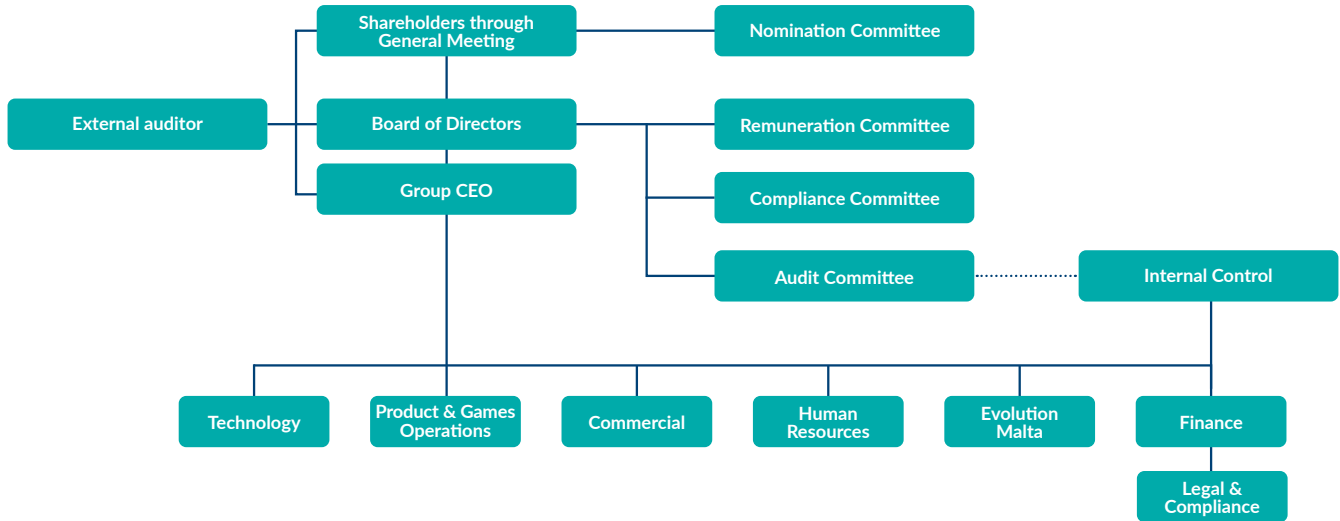 Shareholders through
General Meeting
Nomination Committee
External auditor
Board of Directors
Remuneration Committee
Group CEO
Compliance Committee
Audit Committee
Internal Control
Technology
Product & Games
Operations
Commercial
Human
Resources
Evolution
Malta
Finance
Legal &
Compliance